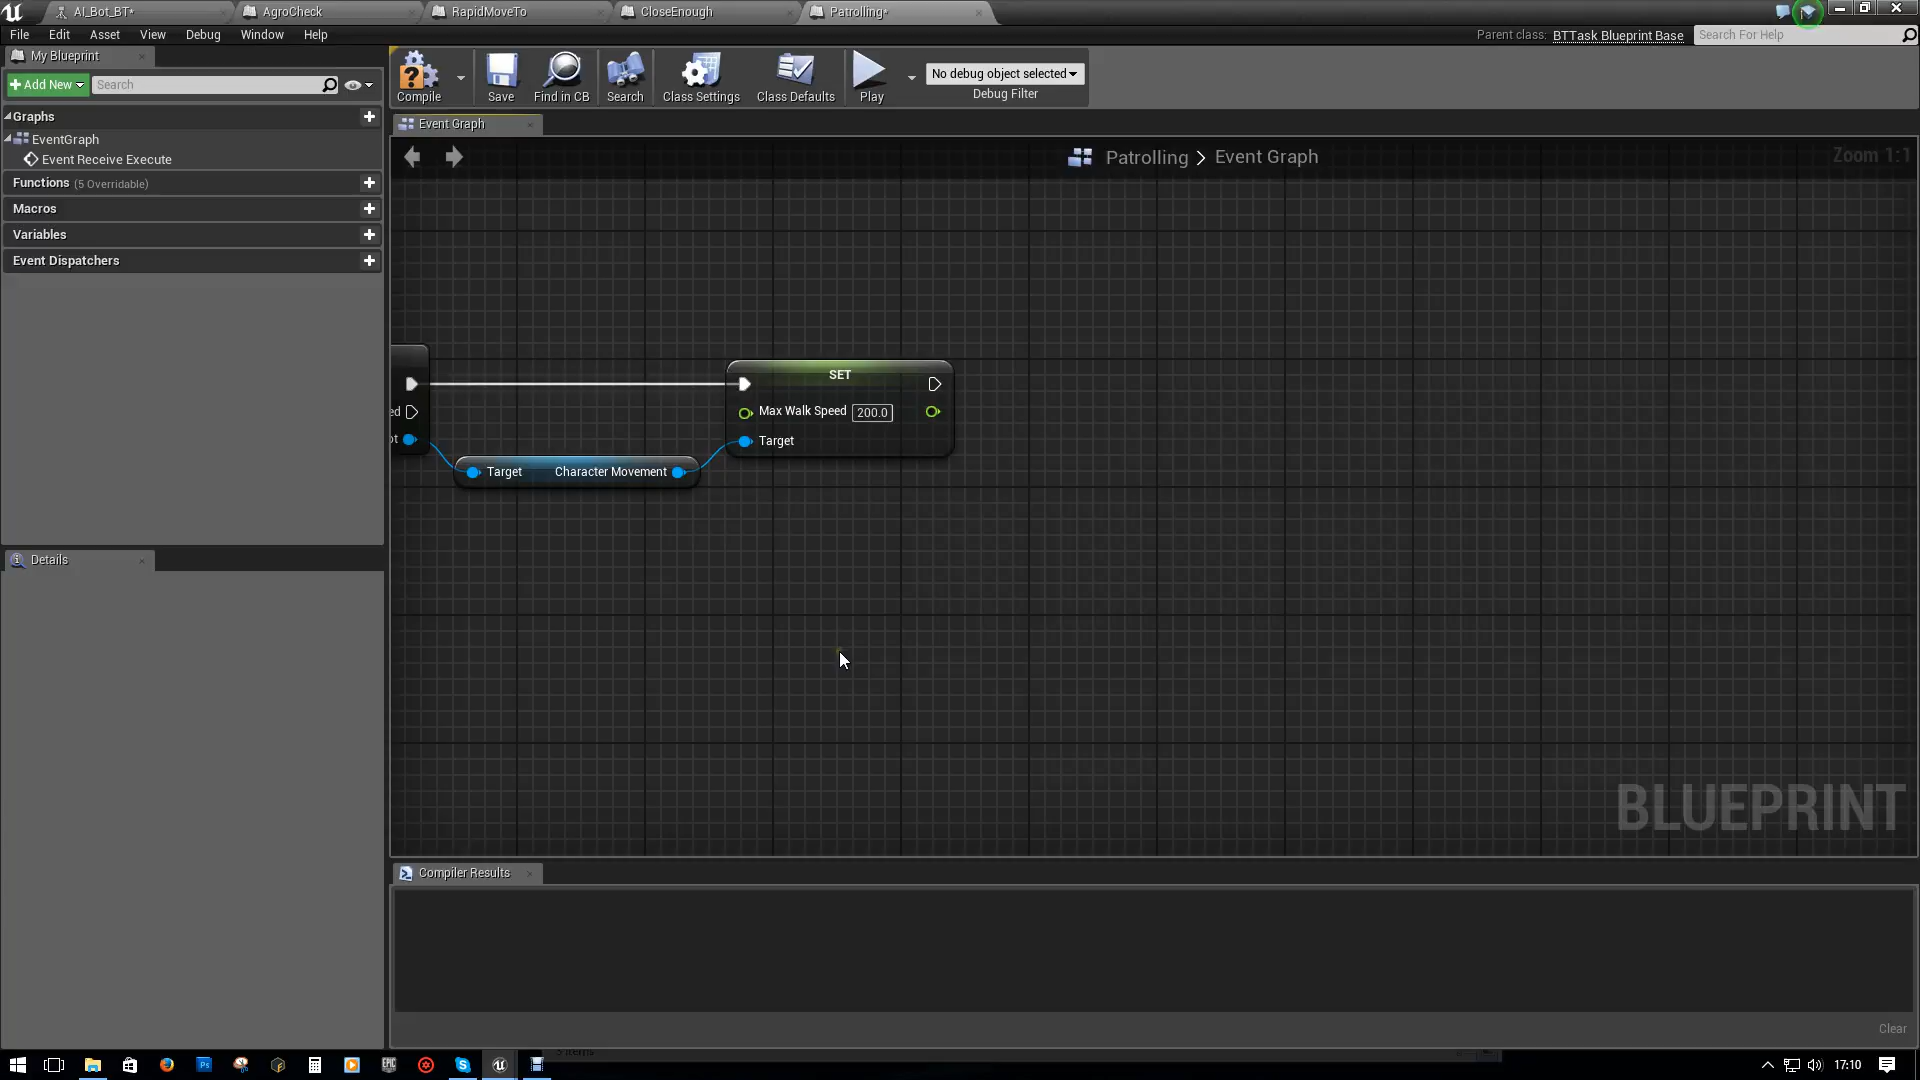 AI_Bot_BT*
AgroCheck
RapidMoveTo
CloseEnough
Patrolling*
File
Edit
Asset
View
Debug
Window
Help
Parent class: BTTask Blueprint Base
Search For Help
My Blueprint
Add New
Search
Compile
Save
Find in CB
Search
Class Settings
Class Defaults
Play
No debug object selected
Debug Filter
Graphs
EventGraph
Event Receive Execute
Functions (5 Overridable)
Macros
Variables
Event Dispatchers
Event Graph
Patrolling > Event Graph
Zoom 1:1
ed
ot
SET
Max Walk Speed 200.0
Target
Target Character Movement
Details
BLUEPRINT
Compiler Results
Clear
Ps
EPIC
17:10